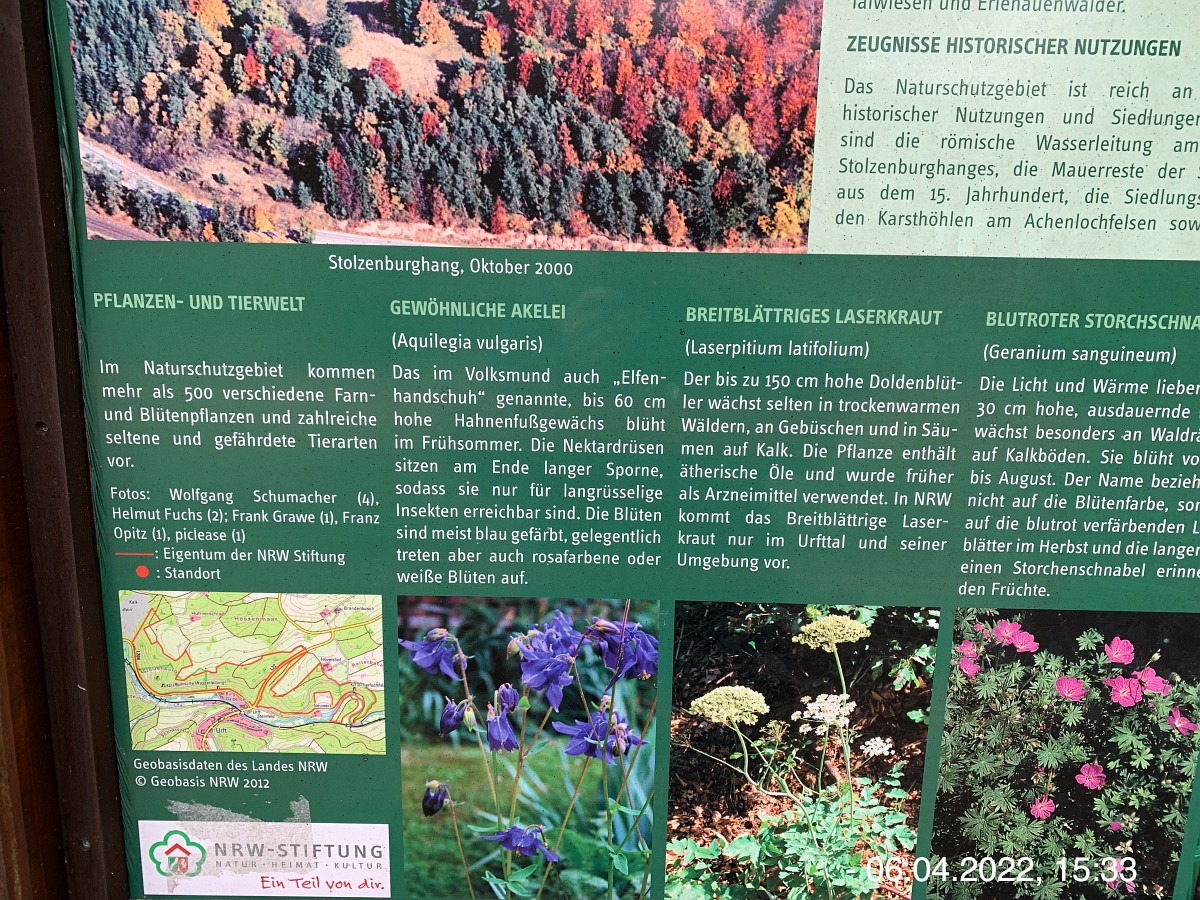 Talwiesen und Erlenauenwälder.
ZEUGNISSE HISTORISCHER NUTZUNGEN
Das Naturschutzgebiet ist reich an
historischer Nutzungen und Siedlunger
sind die römische Wasserleitung am
Stolzenburghanges, die Mauerreste der
aus dem 15. Jahrhundert, die Siedlungs
den Karsthöhlen am Achenlochfelsen sow
Stolzenburghang, Oktober 2000
PFLANZEN- UND TIERWELT
Im Naturschutzgebiet kommen
mehr als 500 verschiedene Farn-
und Blütenpflanzen und zahlreiche
seltene und gefährdete Tierarten
vor.
Fotos: Wolfgang Schumacher (4),
Helmut Fuchs (2); Frank Grawe (1), Franz
Opitz (1), piclease (1)
: Eigentum der NRW Stiftung
: Standort
Urft
Geobasisdaten des Landes NRW
© Geobasis NRW 2012
NRW-STIFTUNG
NATUR · HEIMAT · KULTUR
Ein Teil von dir.
GEWÖHNLICHE AKELEI
(Aquilegia vulgaris)
Das im Volksmund auch „Elfen-
handschuh“ genannte, bis 60 cm
hohe Hahnenfußgewächs blüht
im Frühsommer. Die Nektardrüsen
sitzen am Ende langer Sporne,
sodass sie nur für langrüsselige
Insekten erreichbar sind. Die Blüten
sind meist blau gefärbt, gelegentlich
treten aber auch rosafarbene oder
weiße Blüten auf.
BREITBLÄTTRIGES LASERKRAUT
(Laserpitium latifolium)
Der bis zu 150 cm hohe Doldenblüt-
ler wächst selten in trockenwarmen
Wäldern, an Gebüschen und in Säu-
men auf Kalk. Die Pflanze enthält
ätherische Öle und wurde früher
als Arzneimittel verwendet. In NRW
kommt das Breitblättrige Laser-
kraut nur im Urfttal und seiner
Umgebung vor.
BLUTROTER STORCHSCHNA
(Geranium sanguineum)
Die Licht und Wärme lieben
30 cm hohe, ausdauernde
wächst besonders an Waldrä
auf Kalkböden. Sie blüht vo
bis August. Der Name bezieh
nicht auf die Blütenfarbe, son
auf die blutrot verfärbenden L
blätter im Herbst und die langen
einen Storchenschnabel erinne
den Früchte.
06.04.2022, 15:33